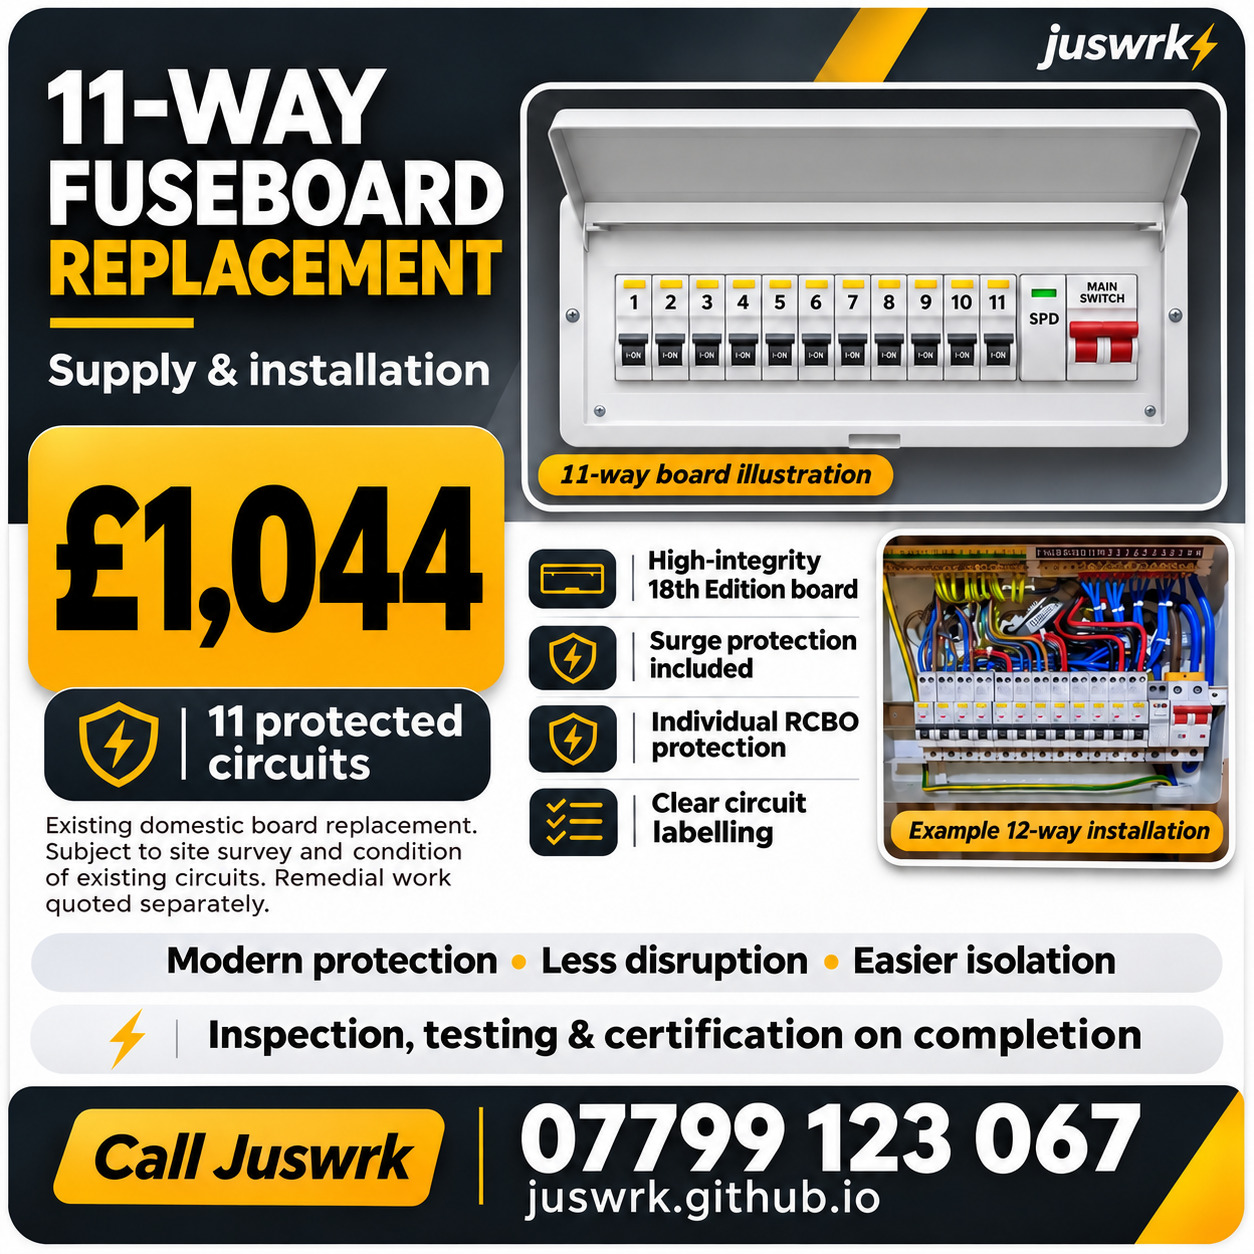 juswrk
11-WAY
FUSEBOARD
REPLACEMENT
Supply & installation
£1,044
11 protected
circuits
Existing domestic board replacement.
Subject to site survey and condition
of existing circuits. Remedial work
quoted separately.
1 2 3 4 5 6 7 8 9 10 11
SPD
MAIN
SWITCH
I-ON I-ON I-ON I-ON I-ON I-ON I-ON I-ON I-ON I-ON I-ON
11-way board illustration
High-integrity
18th Edition board
Surge protection
included
Individual RCBO
protection
Clear circuit
labelling
Example 12-way installation
Modern protection • Less disruption • Easier isolation
Inspection, testing & certification on completion
Call Juswrk
07799 123 067
juswrk.github.io